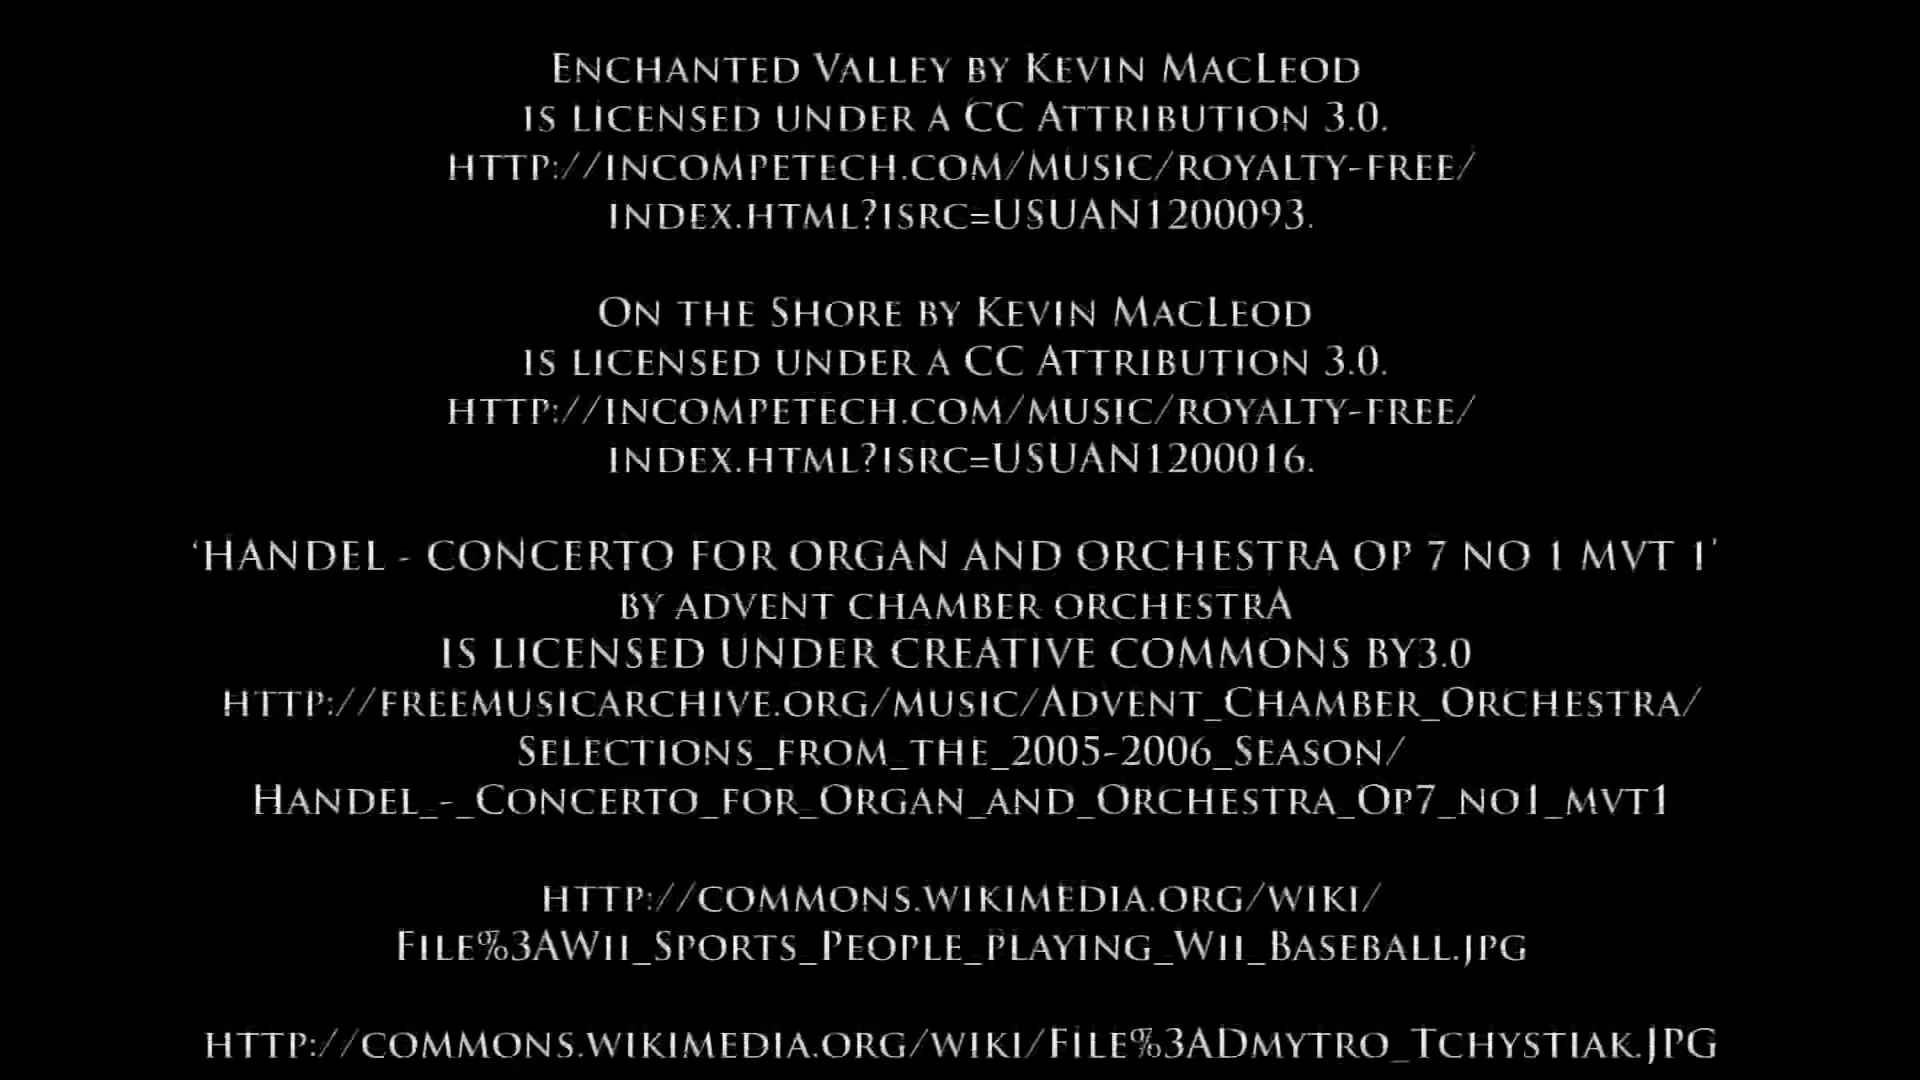 Enchanted Valley by Kevin MacLeod
is licensed under a CC Attribution 3.0.
http://incompetech.com/music/royalty-free/
index.html?isrc=USUAN1200093.
On the Shore by Kevin MacLeod
is licensed under a CC Attribution 3.0.
http://incompetech.com/music/royalty-free/
index.html?isrc=USUAN1200016.
‘HANDEL - CONCERTO FOR ORGAN AND ORCHESTRA OP 7 NO 1 MVT 1’
by advent chamber orchestrA
IS LICENSED UNDER CREATIVE COMMONS BY3.0
http://freemusicarchive.org/music/Advent_Chamber_Orchestra/
Selections_from_the_2005-2006_Season/
Handel_-_Concerto_for_Organ_and_Orchestra_Op7_no1_mvt1
http://commons.wikimedia.org/wiki/
File%3AWii_Sports_People_playing_Wii_Baseball.jpg
http://commons.wikimedia.org/wiki/File%3ADmytro_Tchystiak.JPG